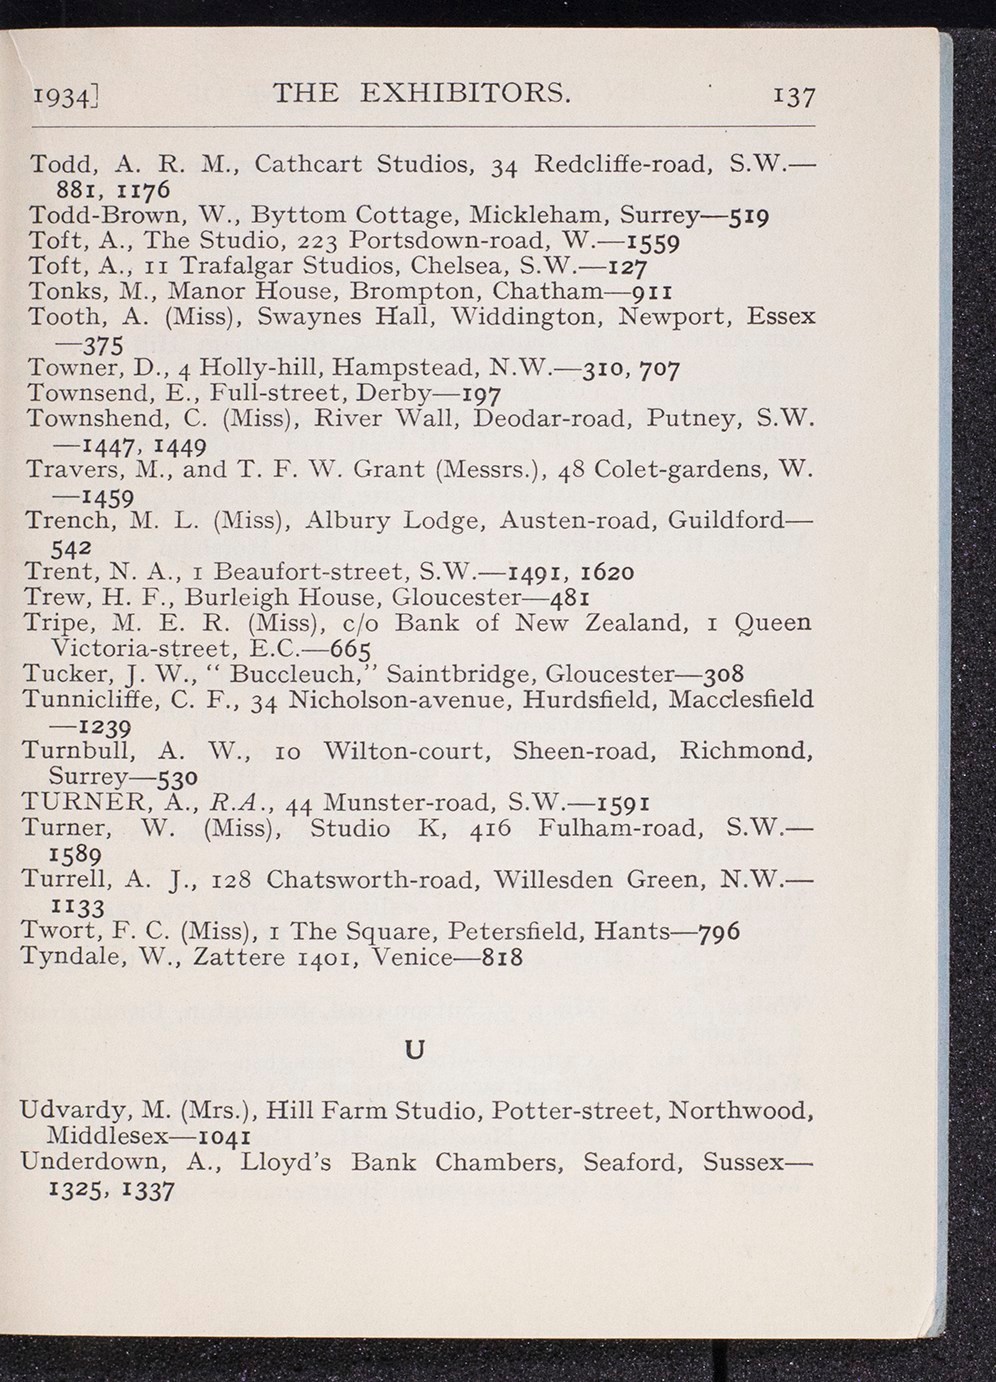 1934] THE EXHIBITORS. 137
Todd, A. R. M., Cathcart Studios, 34 Redcliffe-road, S.W.—
881, 1176
Todd-Brown, W., Byttom Cottage, Mickleham, Surrey—519
Toft, A., The Studio, 223 Portsdown-road, W.—1559
Toft, A., 11 Trafalgar Studios, Chelsea, S.W.—127
Tonks, M., Manor House, Brompton, Chatham—911
Tooth, A. (Miss), Swaynes Hall, Widdington, Newport, Essex
—375
Towner, D., 4 Holly-hill, Hampstead, N.W.—310, 707
Townsend, E., Full-street, Derby—197
Townshend, C. (Miss), River Wall, Deodar-road, Putney, S.W.
—1447, 1449
Travers, M., and T. F. W. Grant (Messrs.), 48 Colet-gardens, W.
—1459
Trench, M. L. (Miss), Albury Lodge, Austen-road, Guildford—
542
Trent, N. A., 1 Beaufort-street, S.W.—1491, 1620
Trew, H. F., Burleigh House, Gloucester—481
Tripe, M. E. R. (Miss), c/o Bank of New Zealand, 1 Queen
Victoria-street, E.C.—665
Tucker, J. W., “ Buccleuch,” Saintbridge, Gloucester—308
Tunnicliffe, C. F., 34 Nicholson-avenue, Hurdsfield, Macclesfield
—1239
Turnbull, A. W., 10 Wilton-court, Sheen-road, Richmond,
Surrey—530
TURNER, A., R.A., 44 Munster-road, S.W.—1591
Turner, W. (Miss), Studio K, 416 Fulham-road, S.W.—
1589
Turrell, A. J., 128 Chatsworth-road, Willesden Green, N.W.—
1133
Twort, F. C. (Miss), 1 The Square, Petersfield, Hants—796
Tyndale, W., Zattere 1401, Venice—818
U
Udvardy, M. (Mrs.), Hill Farm Studio, Potter-street, Northwood,
Middlesex—1041
Underdown, A., Lloyd's Bank Chambers, Seaford, Sussex—
1325, 1337